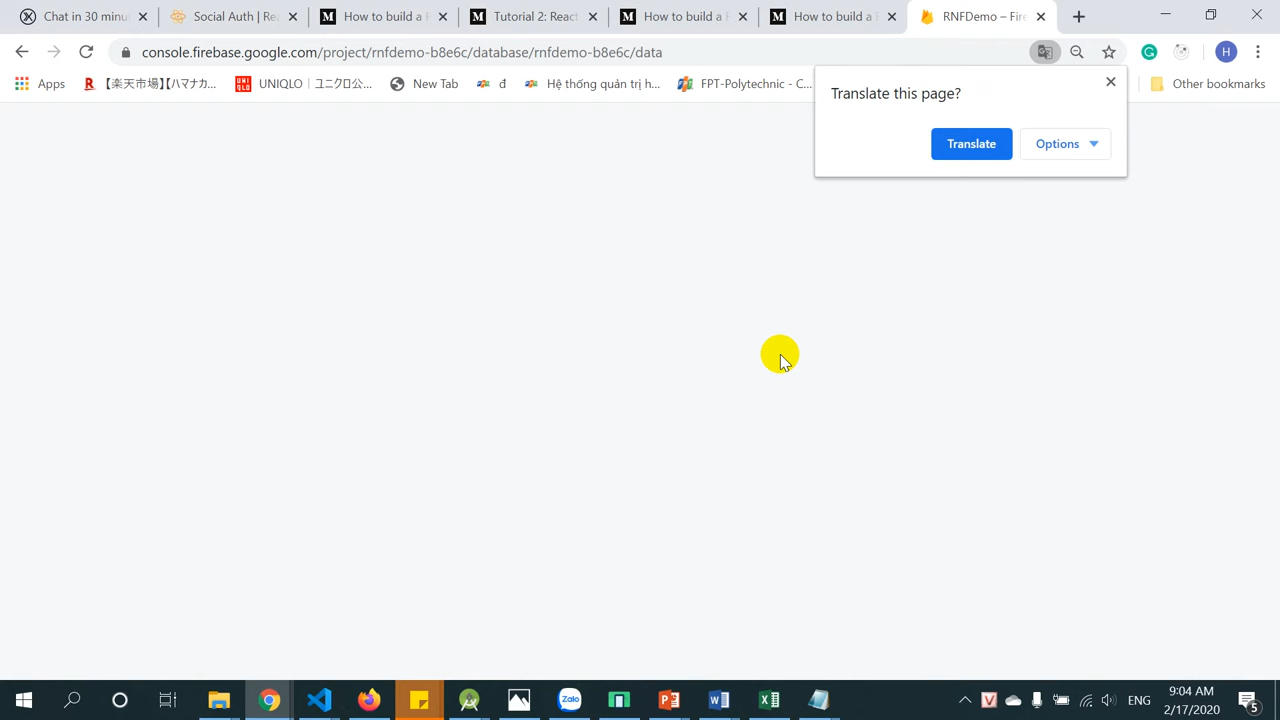 Chat in 30 minu
Social Auth | Rea
How to build a R
Tutorial 2: React
How to build a R
How to build a R
RNFDemo – Fire
console.firebase.google.com/project/rnfdemo-b8e6c/database/rnfdemo-b8e6c/data
H
Apps
【楽天市場】【ハマナカ...
UNIQLO｜ユニクロ公...
New Tab
đ
Hệ thống quản trị h...
FPT-Polytechnic - C...
Other bookmarks
Translate this page?
Translate
Options
Zalo
ENG
9:04 AM
2/17/2020
5